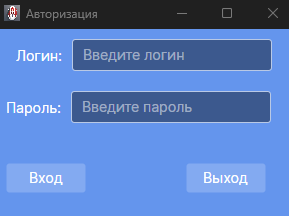 Авторизация
Логин: Введите логин
Пароль: Введите пароль
Вход Выход